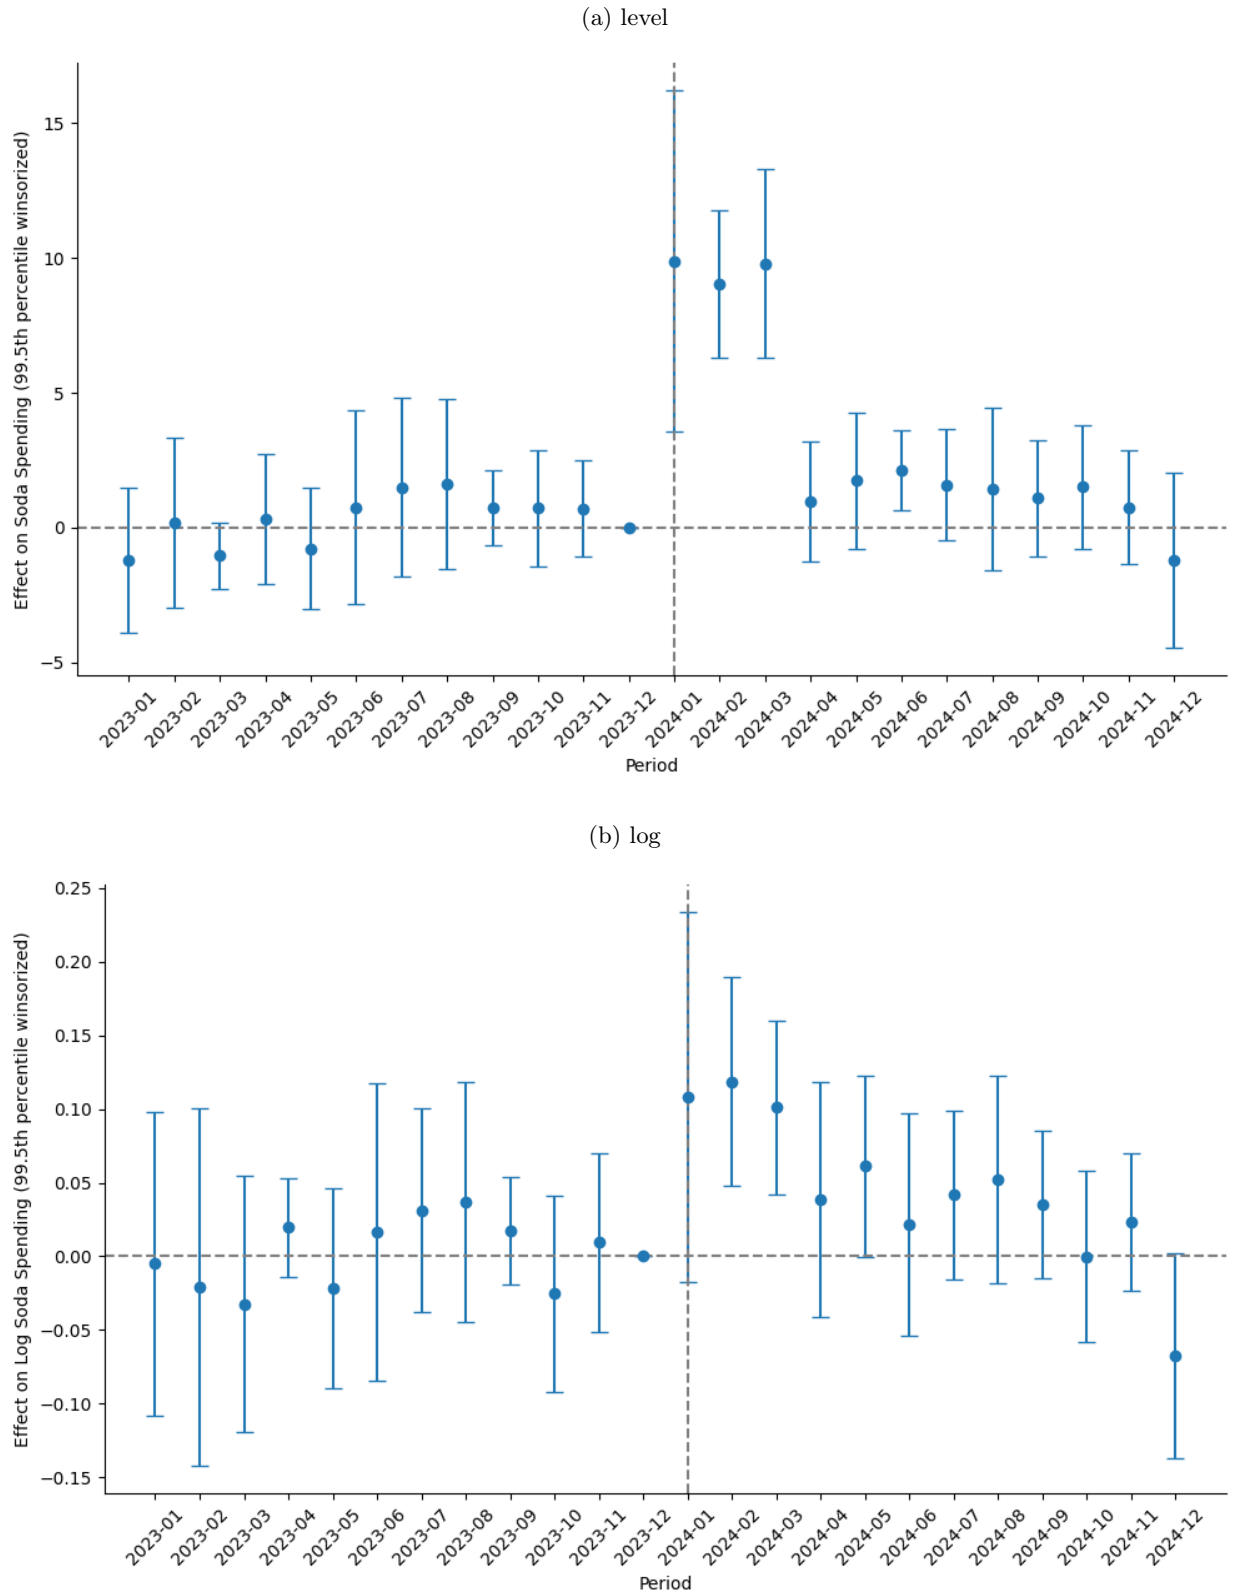 (a) level
Effect on Soda Spending (99.5th percentile winsorized)
15
10
5
0
−5
2023-01 2023-02 2023-03 2023-04 2023-05 2023-06 2023-07 2023-08 2023-09 2023-10 2023-11 2023-12 2024-01 2024-02 2024-03 2024-04 2024-05 2024-06 2024-07 2024-08 2024-09 2024-10 2024-11 2024-12
Period
(b) log
Effect on Log Soda Spending (99.5th percentile winsorized)
0.25
0.20
0.15
0.10
0.05
0.00
−0.05
−0.10
−0.15
2023-01 2023-02 2023-03 2023-04 2023-05 2023-06 2023-07 2023-08 2023-09 2023-10 2023-11 2023-12 2024-01 2024-02 2024-03 2024-04 2024-05 2024-06 2024-07 2024-08 2024-09 2024-10 2024-11 2024-12
Period